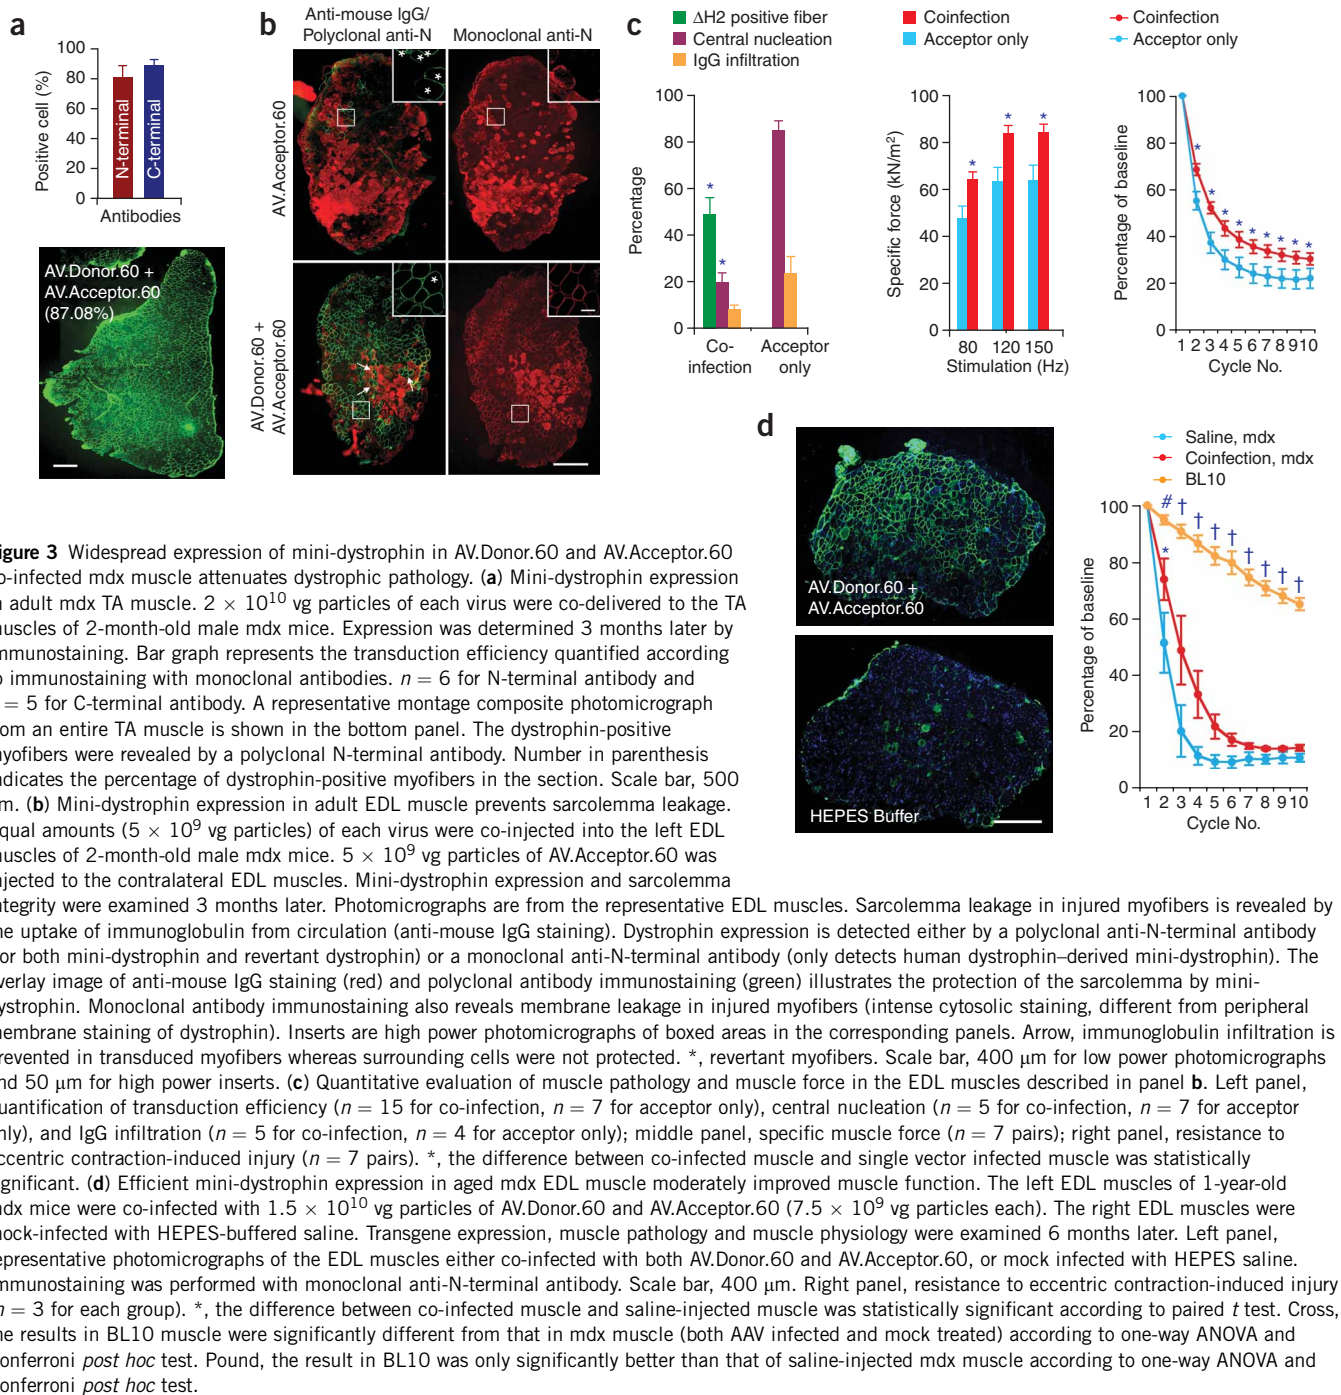 a
Positive cell (%)
100
80
60
40
20
0
N-terminal
C-terminal
Antibodies
AV.Donor.60 +
AV.Acceptor.60
(87.08%)
b
Anti-mouse IgG/
Polyclonal anti-N
Monoclonal anti-N
AV.Acceptor.60
AV.Donor.60 +
AV.Acceptor.60
* * * *
*
c
ΔH2 positive fiber
Central nucleation
IgG infiltration
Percentage
100
80
60
40
20
0
* *
Co-
infection
Acceptor
only
Coinfection
Acceptor only
Specific force (kN/m²)
100
80
60
40
20
0
* * *
80 120 150
Stimulation (Hz)
Coinfection
Acceptor only
Percentage of baseline
100
80
60
40
20
0
* * * * * * * * *
1 2 3 4 5 6 7 8 9 10
Cycle No.
d
AV.Donor.60 +
AV.Acceptor.60
HEPES Buffer
Saline, mdx
Coinfection, mdx
BL10
Percentage of baseline
100
80
60
40
20
0
# † † † † † † † †
*
1 2 3 4 5 6 7 8 9 10
Cycle No.
igure 3 Widespread expression of mini-dystrophin in AV.Donor.60 and AV.Acceptor.60
o-infected mdx muscle attenuates dystrophic pathology. (a) Mini-dystrophin expression
adult mdx TA muscle. 2 × 10¹⁰ vg particles of each virus were co-delivered to the TA
uscles of 2-month-old male mdx mice. Expression was determined 3 months later by
mmunostaining. Bar graph represents the transduction efficiency quantified according
o immunostaining with monoclonal antibodies. n = 6 for N-terminal antibody and
= 5 for C-terminal antibody. A representative montage composite photomicrograph
om an entire TA muscle is shown in the bottom panel. The dystrophin-positive
yofibers were revealed by a polyclonal N-terminal antibody. Number in parenthesis
ndicates the percentage of dystrophin-positive myofibers in the section. Scale bar, 500
m. (b) Mini-dystrophin expression in adult EDL muscle prevents sarcolemma leakage.
qual amounts (5 × 10⁹ vg particles) of each virus were co-injected into the left EDL
uscles of 2-month-old male mdx mice. 5 × 10⁹ vg particles of AV.Acceptor.60 was
njected to the contralateral EDL muscles. Mini-dystrophin expression and sarcolemma
ntegrity were examined 3 months later. Photomicrographs are from the representative EDL muscles. Sarcolemma leakage in injured myofibers is revealed by
he uptake of immunoglobulin from circulation (anti-mouse IgG staining). Dystrophin expression is detected either by a polyclonal anti-N-terminal antibody
or both mini-dystrophin and revertant dystrophin) or a monoclonal anti-N-terminal antibody (only detects human dystrophin–derived mini-dystrophin). The
verlay image of anti-mouse IgG staining (red) and polyclonal antibody immunostaining (green) illustrates the protection of the sarcolemma by mini-
ystrophin. Monoclonal antibody immunostaining also reveals membrane leakage in injured myofibers (intense cytosolic staining, different from peripheral
membrane staining of dystrophin). Inserts are high power photomicrographs of boxed areas in the corresponding panels. Arrow, immunoglobulin infiltration is
revented in transduced myofibers whereas surrounding cells were not protected. *, revertant myofibers. Scale bar, 400 μm for low power photomicrographs
nd 50 μm for high power inserts. (c) Quantitative evaluation of muscle pathology and muscle force in the EDL muscles described in panel b. Left panel,
uantification of transduction efficiency (n = 15 for co-infection, n = 7 for acceptor only), central nucleation (n = 5 for co-infection, n = 7 for acceptor
nly), and IgG infiltration (n = 5 for co-infection, n = 4 for acceptor only); middle panel, specific muscle force (n = 7 pairs); right panel, resistance to
ccentric contraction-induced injury (n = 7 pairs). *, the difference between co-infected muscle and single vector infected muscle was statistically
ignificant. (d) Efficient mini-dystrophin expression in aged mdx EDL muscle moderately improved muscle function. The left EDL muscles of 1-year-old
mdx mice were co-infected with 1.5 × 10¹⁰ vg particles of AV.Donor.60 and AV.Acceptor.60 (7.5 × 10⁹ vg particles each). The right EDL muscles were
mock-infected with HEPES-buffered saline. Transgene expression, muscle pathology and muscle physiology were examined 6 months later. Left panel,
epresentative photomicrographs of the EDL muscles either co-infected with both AV.Donor.60 and AV.Acceptor.60, or mock infected with HEPES saline.
mmunostaining was performed with monoclonal anti-N-terminal antibody. Scale bar, 400 μm. Right panel, resistance to eccentric contraction-induced injury
n = 3 for each group). *, the difference between co-infected muscle and saline-injected muscle was statistically significant according to paired t test. Cross,
he results in BL10 muscle were significantly different from that in mdx muscle (both AAV infected and mock treated) according to one-way ANOVA and
onferroni post hoc test. Pound, the result in BL10 was only significantly better than that of saline-injected mdx muscle according to one-way ANOVA and
onferroni post hoc test.